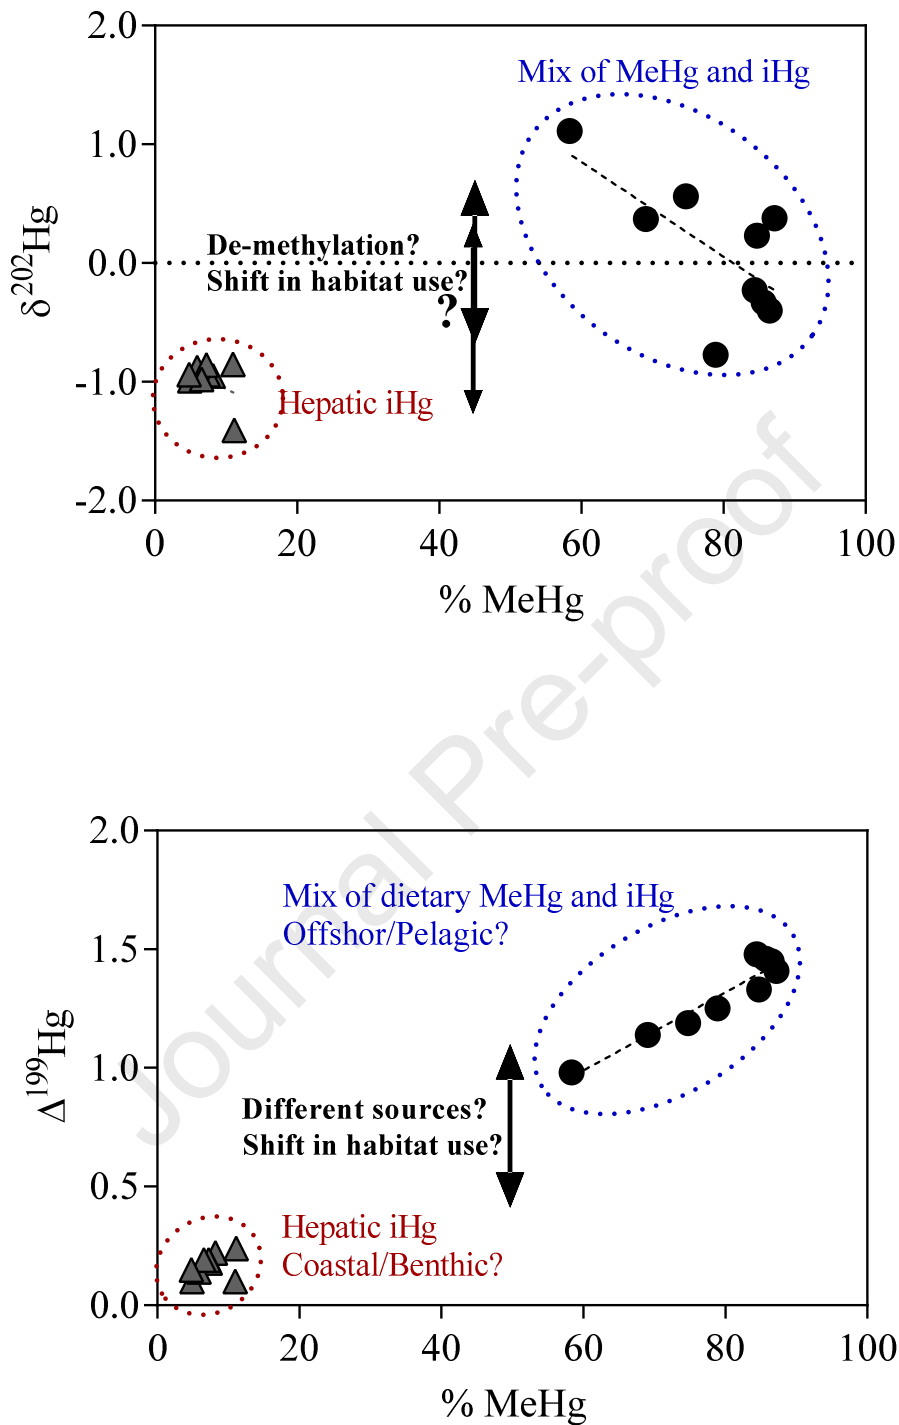 2.0
Mix of MeHg and iHg
1.0
δ²⁰²Hg
De-methylation?
0.0
Shift in habitat use?
?
-1.0
Hepatic iHg
-2.0
0 20 40 60 80 100
% MeHg
Journal Pre-proof
2.0
Mix of dietary MeHg and iHg
Offshor/Pelagic?
1.5
Δ¹⁹⁹Hg
1.0
Different sources?
Shift in habitat use?
0.5
Hepatic iHg
Coastal/Benthic?
0.0
0 20 40 60 80 100
% MeHg